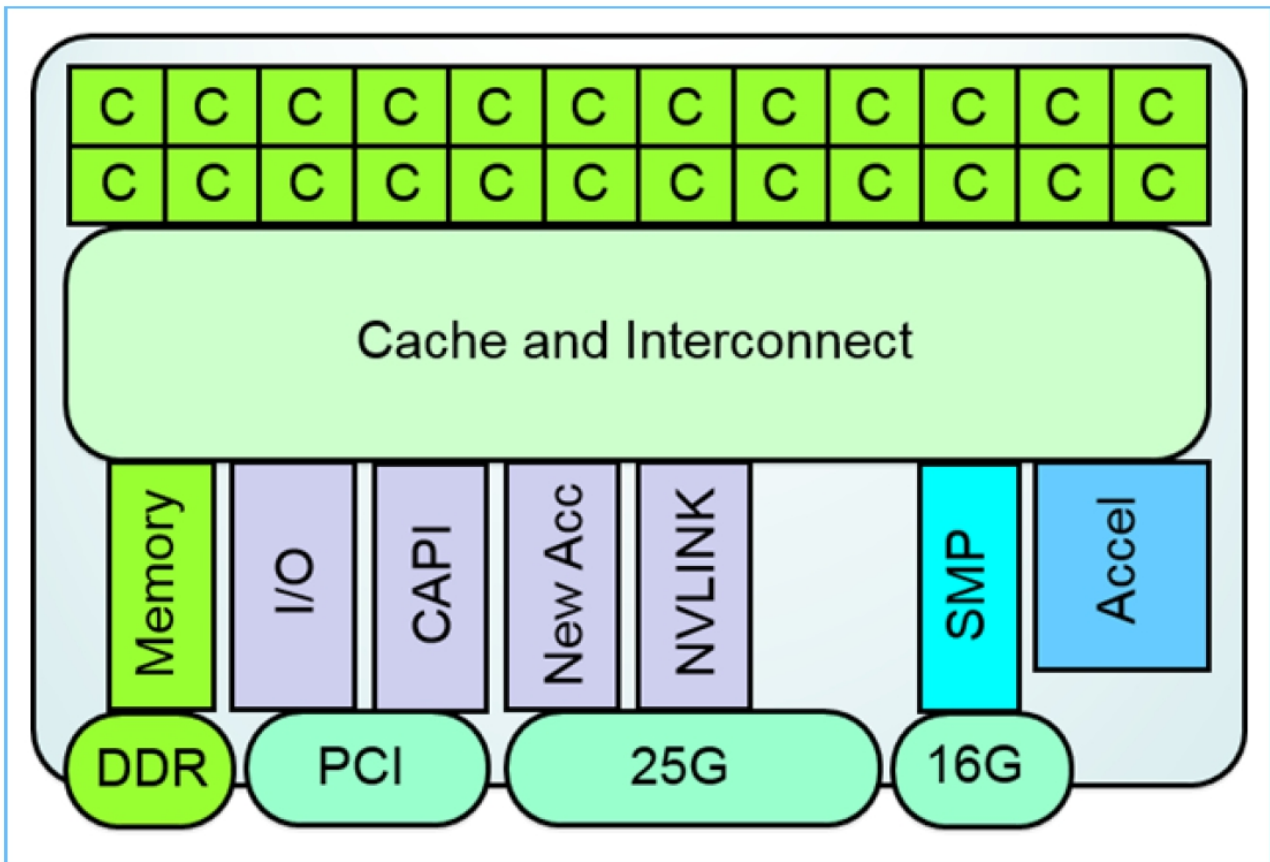 C C C C C C C C C C C C
C C C C C C C C C C C C
Cache and Interconnect
Memory
I/O
CAPI
New Acc
NVLINK
SMP
Accel
DDR
PCI
25G
16G